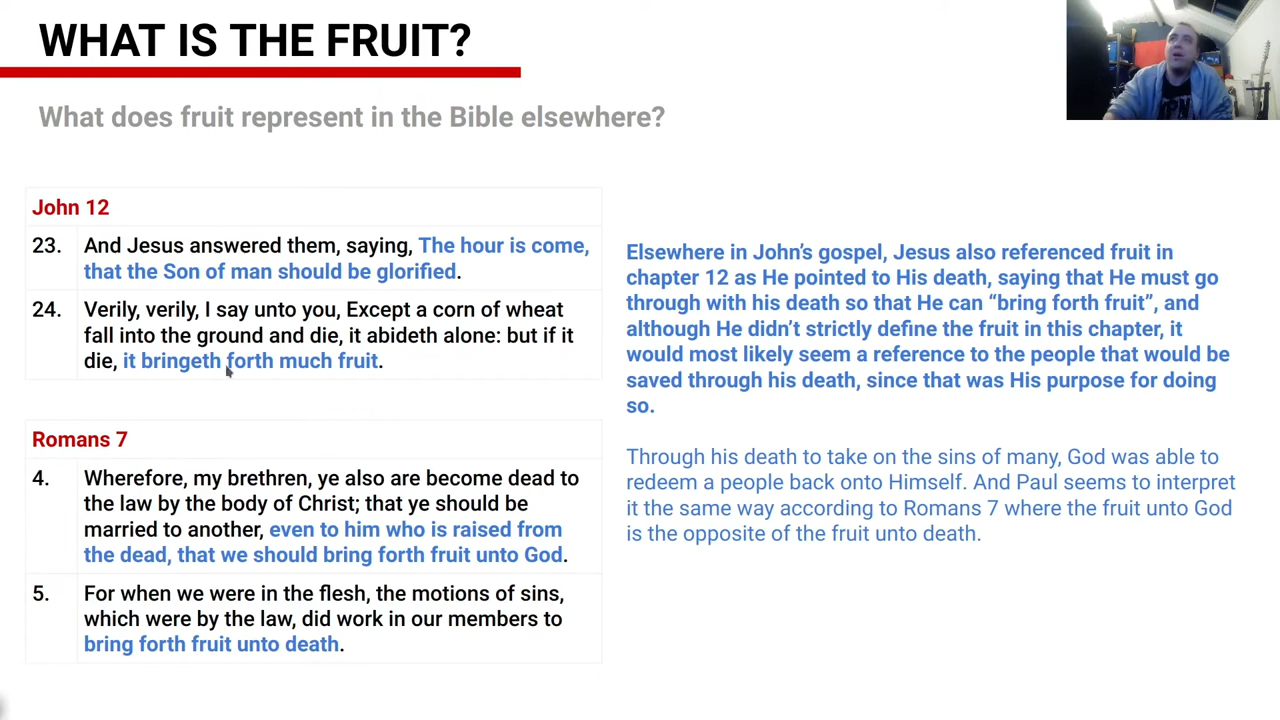 WHAT IS THE FRUIT?
What does fruit represent in the Bible elsewhere?
John 12
23. And Jesus answered them, saying, The hour is come,
that the Son of man should be glorified.
24. Verily, verily, I say unto you, Except a corn of wheat
fall into the ground and die, it abideth alone: but if it
die, it bringeth forth much fruit.
Romans 7
4. Wherefore, my brethren, ye also are become dead to
the law by the body of Christ; that ye should be
married to another, even to him who is raised from
the dead, that we should bring forth fruit unto God.
5. For when we were in the flesh, the motions of sins,
which were by the law, did work in our members to
bring forth fruit unto death.
Elsewhere in John's gospel, Jesus also referenced fruit in
chapter 12 as He pointed to His death, saying that He must go
through with his death so that He can “bring forth fruit”, and
although He didn't strictly define the fruit in this chapter, it
would most likely seem a reference to the people that would be
saved through his death, since that was His purpose for doing
so.
Through his death to take on the sins of many, God was able to
redeem a people back onto Himself. And Paul seems to interpret
it the same way according to Romans 7 where the fruit unto God
is the opposite of the fruit unto death.